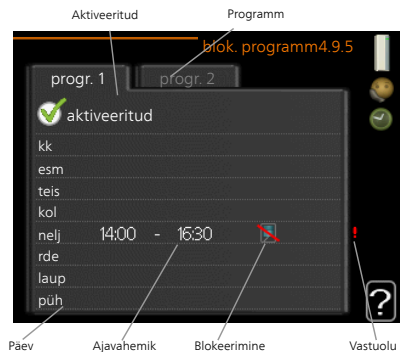 Aktiveeritud Programm
blok. programm4.9.5
progr. 1 progr. 2
aktiveeritud
kk
esm
teis
kol
nelj 14:00 - 16:30 !
rde
laup
püh
?
Päev Ajavahemik Blokeerimine Vastuolu